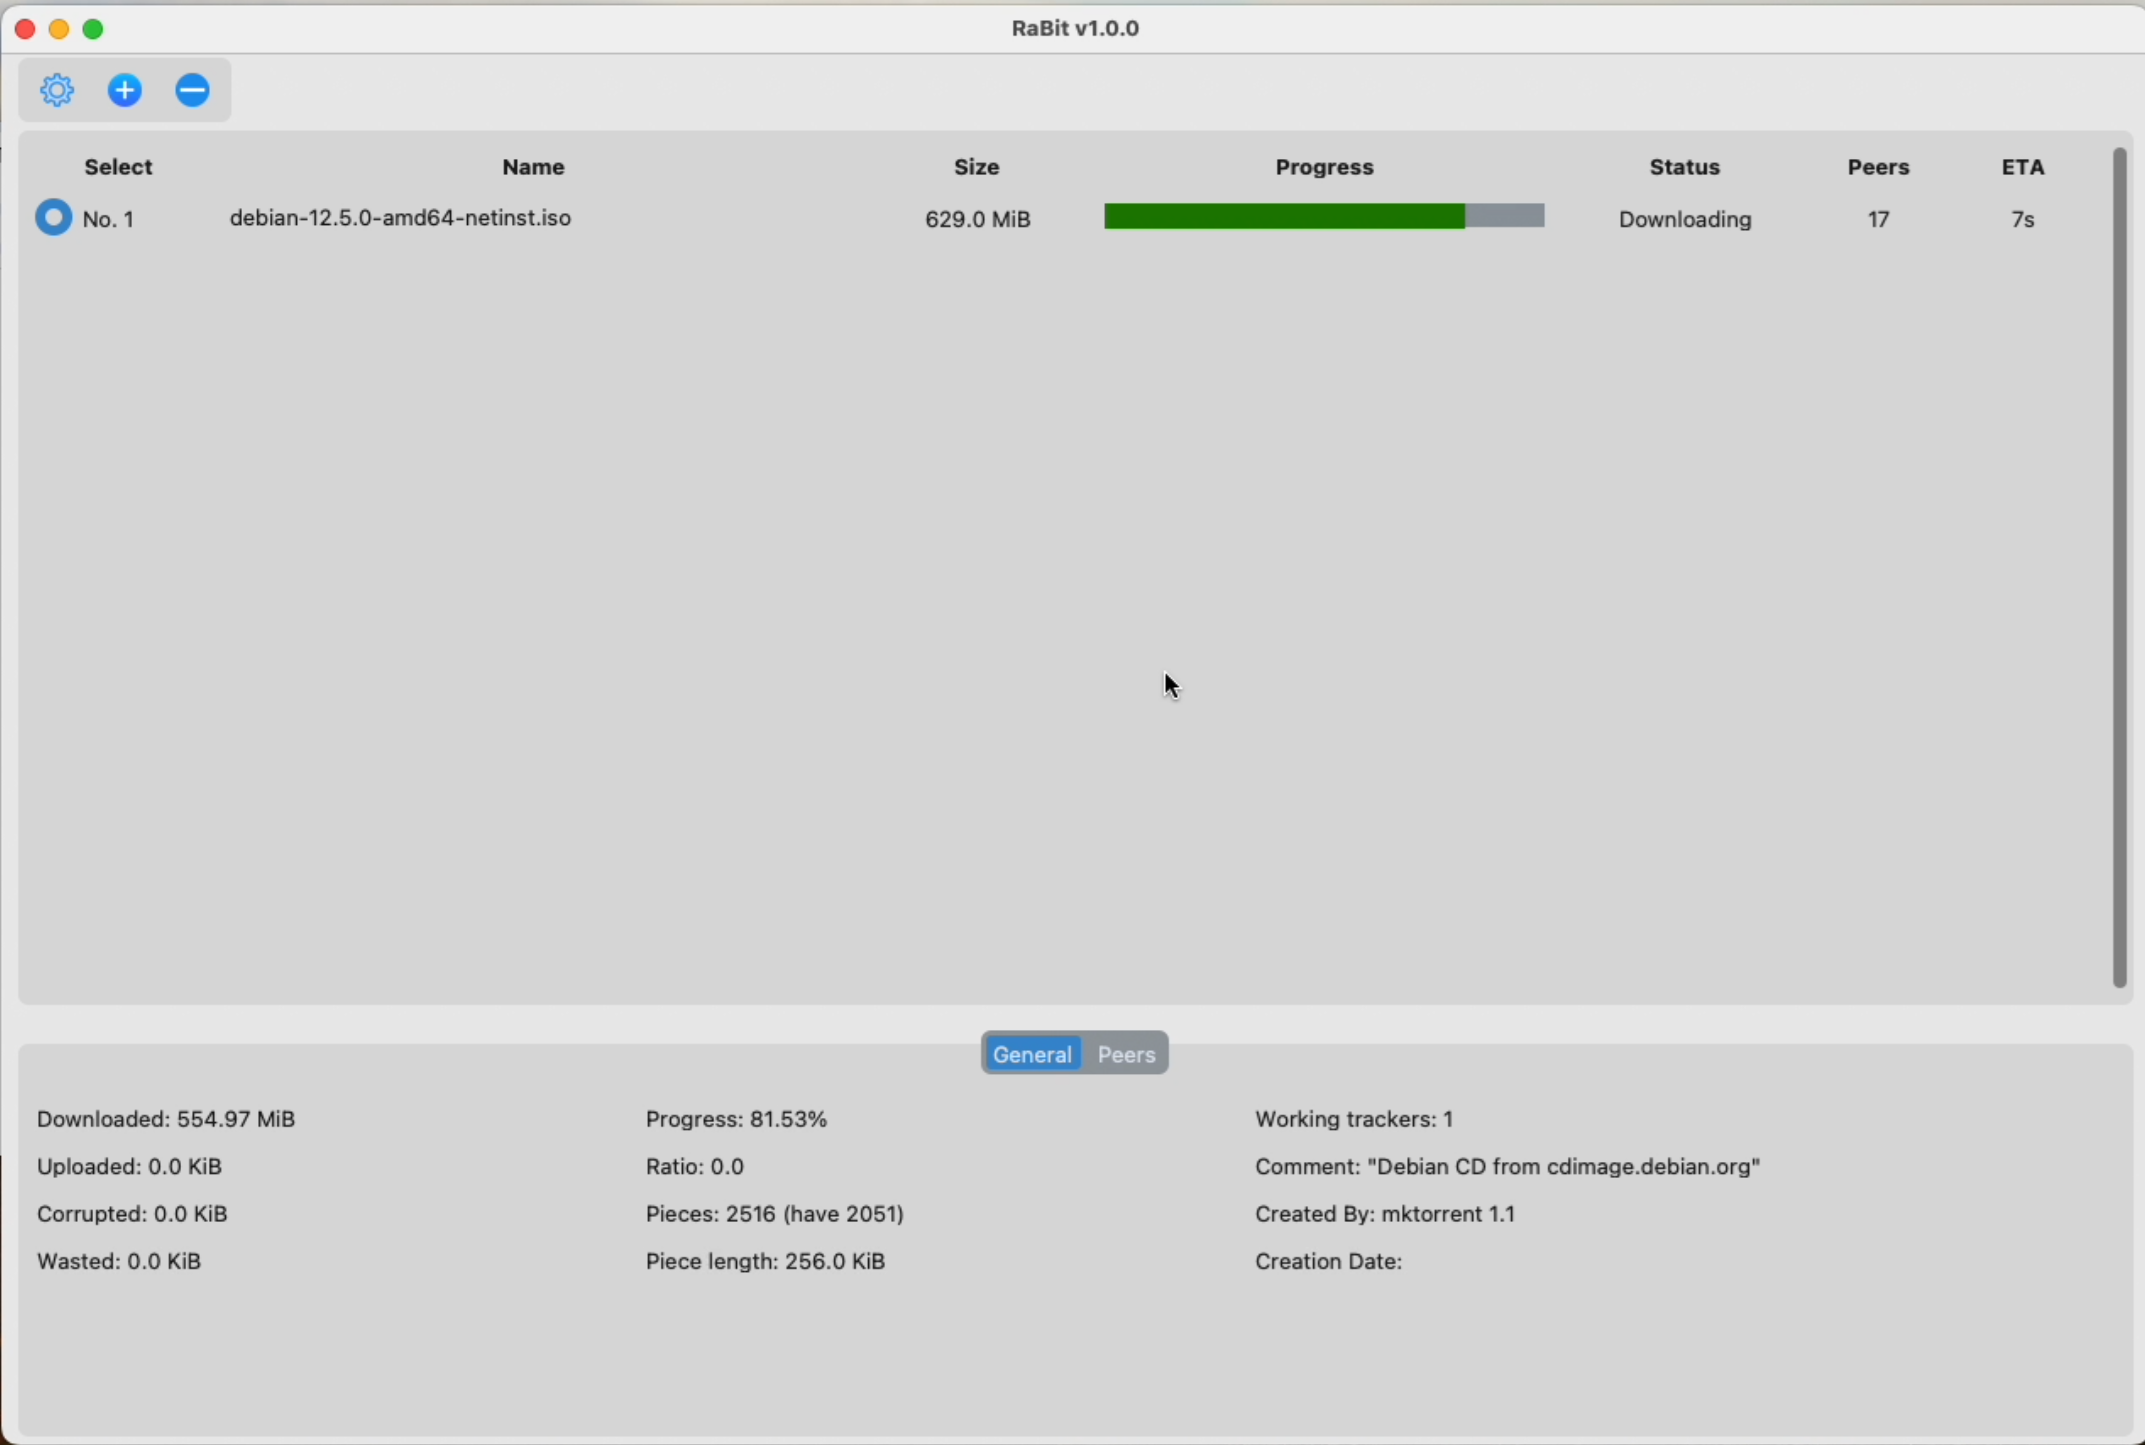 RaBit v1.0.0
Select Name Size Progress Status Peers ETA
No. 1 debian-12.5.0-amd64-netinst.iso 629.0 MiB Downloading 17 7s
General Peers
Downloaded: 554.97 MiB Progress: 81.53% Working trackers: 1
Uploaded: 0.0 KiB Ratio: 0.0 Comment: "Debian CD from cdimage.debian.org"
Corrupted: 0.0 KiB Pieces: 2516 (have 2051) Created By: mktorrent 1.1
Wasted: 0.0 KiB Piece length: 256.0 KiB Creation Date: